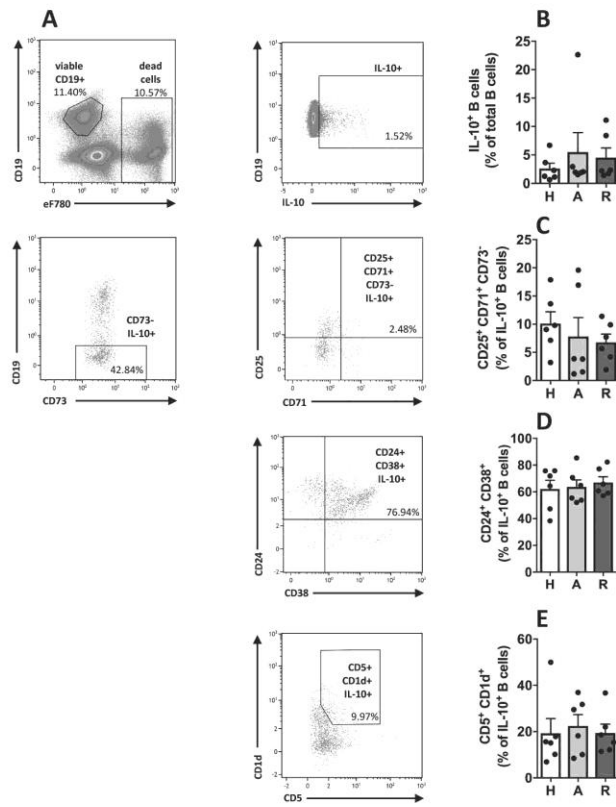 A
viable
CD19+
11.40%
dead
cells
10.57%
CD19
eF780
IL-10+
1.52%
CD19
IL-10
B
IL-10+ B cells
(% of total B cells)
25
20
15
10
5
0
H A R
CD73-
IL-10+
42.84%
CD19
CD73
CD25+
CD71+
CD73-
IL-10+
2.48%
CD25
CD71
C
CD25+ CD71+ CD73-
(% of IL-10+ B cells)
20
15
10
5
0
H A R
CD24+
CD38+
IL-10+
76.94%
CD24
CD38
D
CD24+ CD38+
(% of IL-10+ B cells)
100
80
60
40
20
0
H A R
CD5+
CD1d+
IL-10+
9.97%
CD1d
CD5
E
CD5+ CD1d+
(% of IL-10+ B cells)
60
40
20
0
H A R